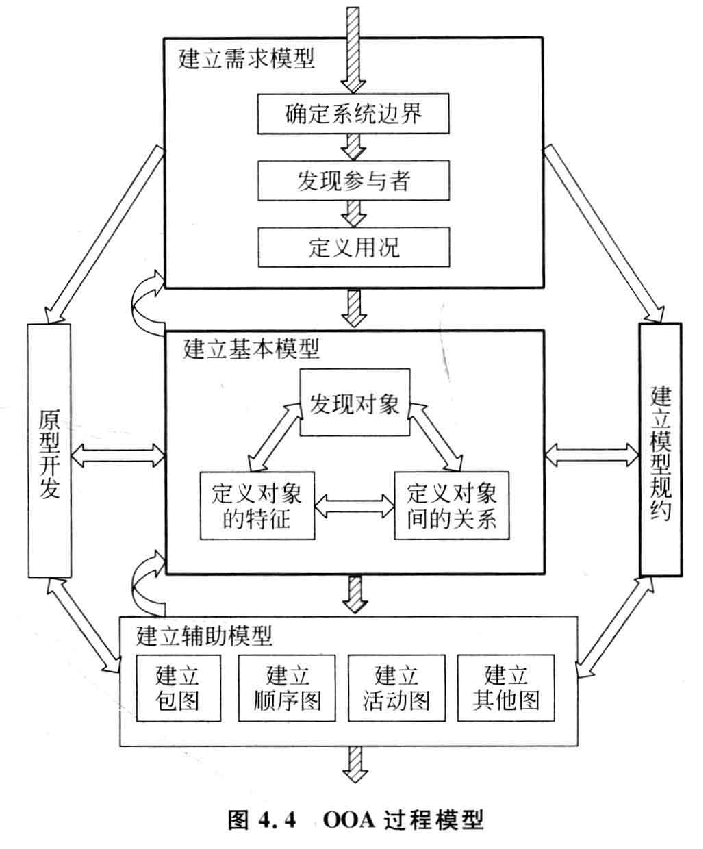 建立需求模型
确定系统边界
发现参与者
定义用况
建立基本模型
发现对象
定义对象
的特征
定义对象
间的关系
原型开发
建立模型规约
建立辅助模型
建立
包图
建立
顺序图
建立
活动图
建立
其他图
图 4.4 OOA 过程模型